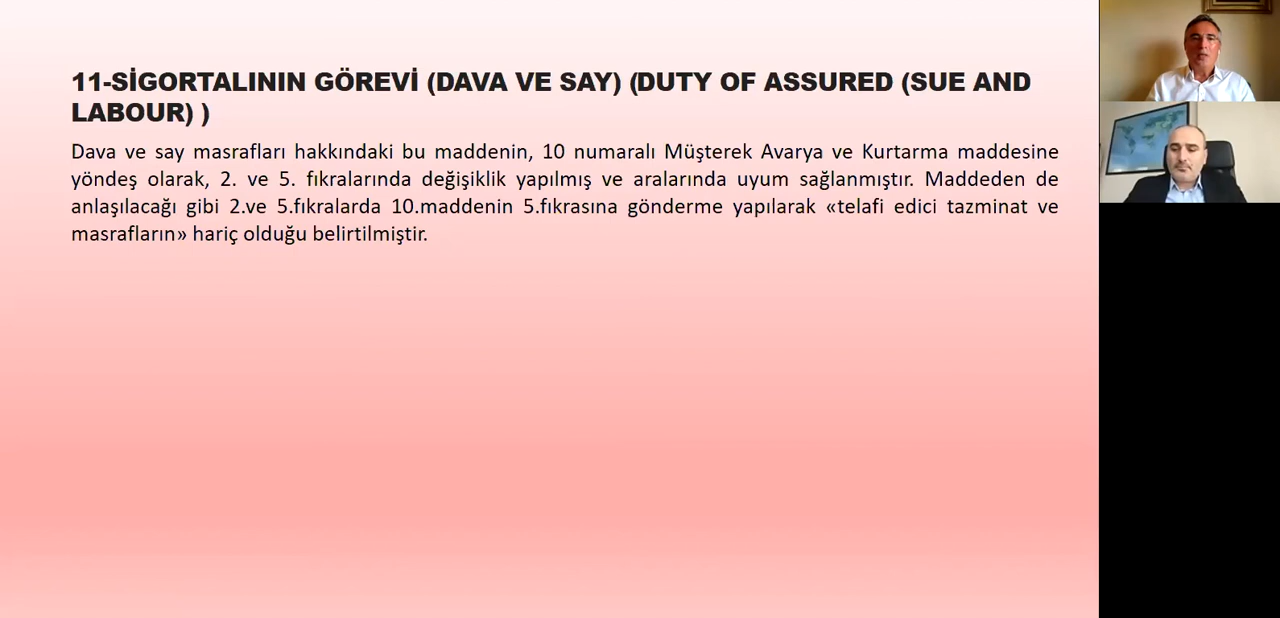 11-SİGORTALININ GÖREVİ (DAVA VE SAY) (DUTY OF ASSURED (SUE AND
LABOUR) )
Dava ve say masrafları hakkındaki bu maddenin, 10 numaralı Müşterek Avarya ve Kurtarma maddesine
yöndeş olarak, 2. ve 5. fıkralarında değişiklik yapılmış ve aralarında uyum sağlanmıştır. Maddeden de
anlaşılacağı gibi 2.ve 5.fıkralarda 10.maddenin 5.fıkrasına gönderme yapılarak «telafi edici tazminat ve
masrafların» hariç olduğu belirtilmiştir.